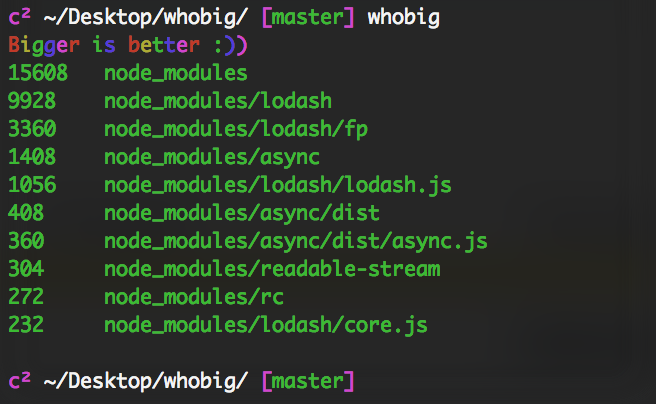 c² ~/Desktop/whobig/ [master] whobig
Bigger is better :))
15608 node_modules
9928 node_modules/lodash
3360 node_modules/lodash/fp
1408 node_modules/async
1056 node_modules/lodash/lodash.js
408 node_modules/async/dist
360 node_modules/async/dist/async.js
304 node_modules/readable-stream
272 node_modules/rc
232 node_modules/lodash/core.js
c² ~/Desktop/whobig/ [master]